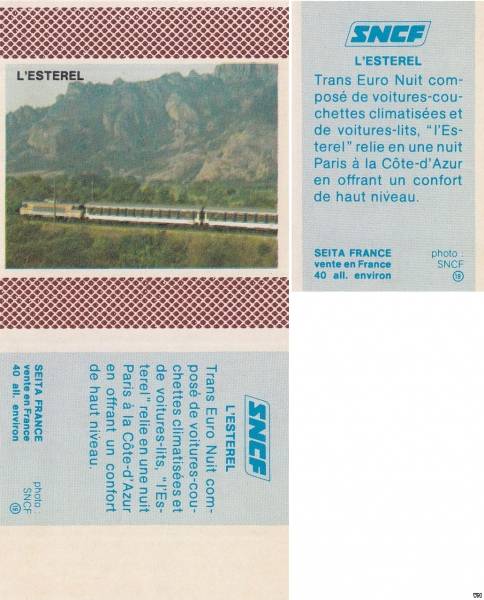 L'ESTEREL
SNCF
L'ESTEREL
Trans Euro Nuit com-
posé de voitures-cou-
chettes climatisées et
de voitures-lits, "l'Es-
terel" relie en une nuit
Paris à la Côte-d'Azur
en offrant un confort
de haut niveau.
SEITA FRANCE
vente en France
40 all. environ
photo :
SNCF
19
SNCF
L'ESTEREL
Trans Euro Nuit com-
posé de voitures-cou-
chettes climatisées et
de voitures-lits, "l'Es-
terel" relie en une nuit
Paris à la Côte-d'Azur
en offrant un confort
de haut niveau.
SEITA FRANCE
vente en France
40 all. environ
photo :
SNCF
19